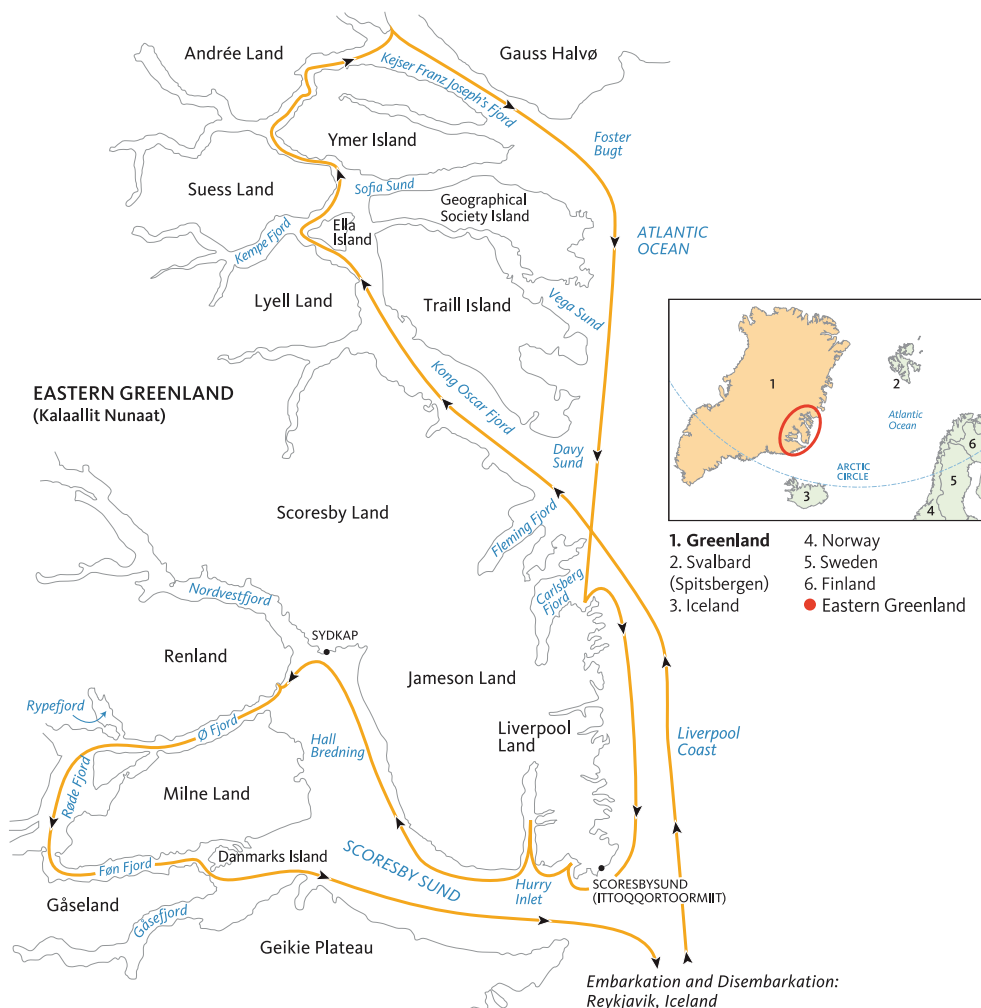 Andrée Land
Gauss Halvø
Kejser Franz Joseph's Fjord
Foster
Bugt
Ymer Island
Suess Land
Sofia Sund
Geographical
Society Island
Ella
Island
ATLANTIC
OCEAN
Kempe Fjord
Lyell Land
Traill Island
Vega Sund
EASTERN GREENLAND
(Kalaallit Nunaat)
Kong Oscar Fjord
Davy
Sund
Scoresby Land
Fleming Fjord
Carlsberg
Fjord
Nordvestfjord
SYDKAP
Renland
Jameson Land
Rypefjord
Ø Fjord
Hall
Bredning
Liverpool
Land
Liverpool
Coast
Røde Fjord
Milne Land
Føn Fjord
Danmarks Island
SCORESBY SUND
Hurry
Inlet
SCORESBYSUND
(ITTOQQORTOORMIIT)
Gåseland
Gåsefjord
Geikie Plateau
Embarkation and Disembarkation:
Reykjavik, Iceland
1
2
Atlantic
Ocean
ARCTIC
CIRCLE
3
6
5
4
1. Greenland
2. Svalbard
(Spitsbergen)
3. Iceland
4. Norway
5. Sweden
6. Finland
Eastern Greenland